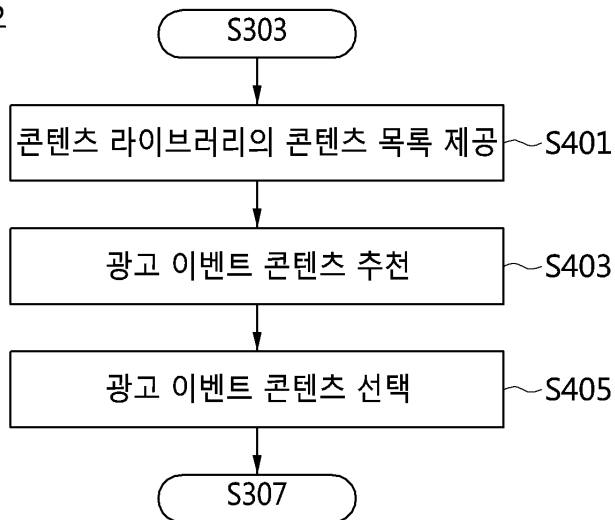 S303
콘텐츠 라이브러리의 콘텐츠 목록 제공
S401
광고 이벤트 콘텐츠 추천
S403
광고 이벤트 콘텐츠 선택
S405
S307